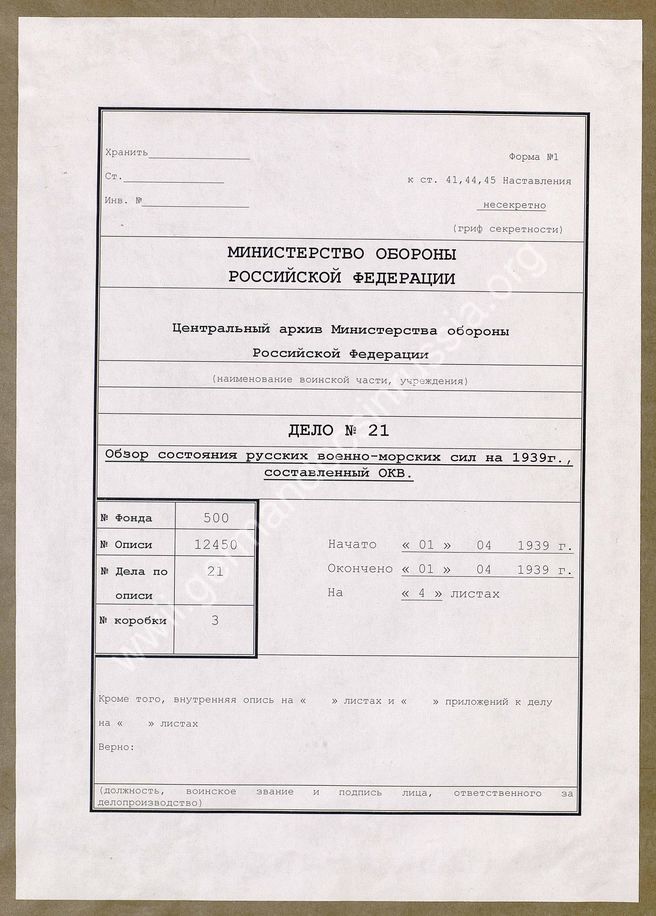 Хранить
Форма №1
Ст.
к ст. 41,44,45 Наставления
Инв. №
несекретно
(гриф секретности)
МИНИСТЕРСТВО ОБОРОНЫ
РОССИЙСКОЙ ФЕДЕРАЦИИ
Центральный архив Министерства обороны
Российской Федерации
(наименование воинской части, учреждения)
ДЕЛО № 21
Обзор состояния русских военно-морских сил на 1939г.,
составленный ОКВ.
№ Фонда 500
№ Описи 12450
№ Дела по 21
описи
№ коробки 3
Начато « 01 » 04 1939 г.
Окончено « 01 » 04 1939 г.
На « 4 » листах
Кроме того, внутренняя опись на « » листах и « » приложений к делу
на « » листах
Верно:
(должность, воинское звание и подпись лица, ответственного за
делопроизводство)
www.germandocsinrussia.org